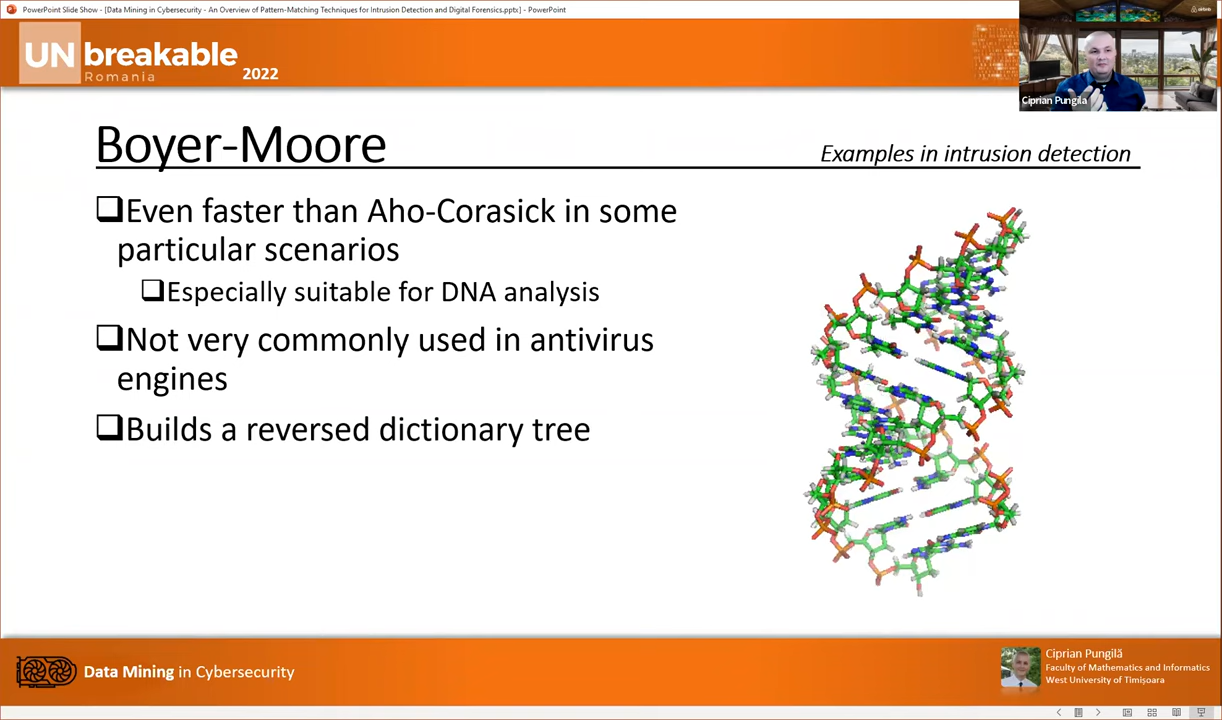 PowerPoint Slide Show - [Data Mining in Cybersecurity - An Overview of Pattern-Matching Techniques for Intrusion Detection and Digital Forensics.pptx] - PowerPoint
UN breakable
Romania
2022
airbnb
Ciprian Pungila
Boyer-Moore
Examples in intrusion detection
Even faster than Aho-Corasick in some
particular scenarios
Especially suitable for DNA analysis
Not very commonly used in antivirus
engines
Builds a reversed dictionary tree
Data Mining in Cybersecurity
Ciprian Pungilă
Faculty of Mathematics and Informatics
West University of Timișoara